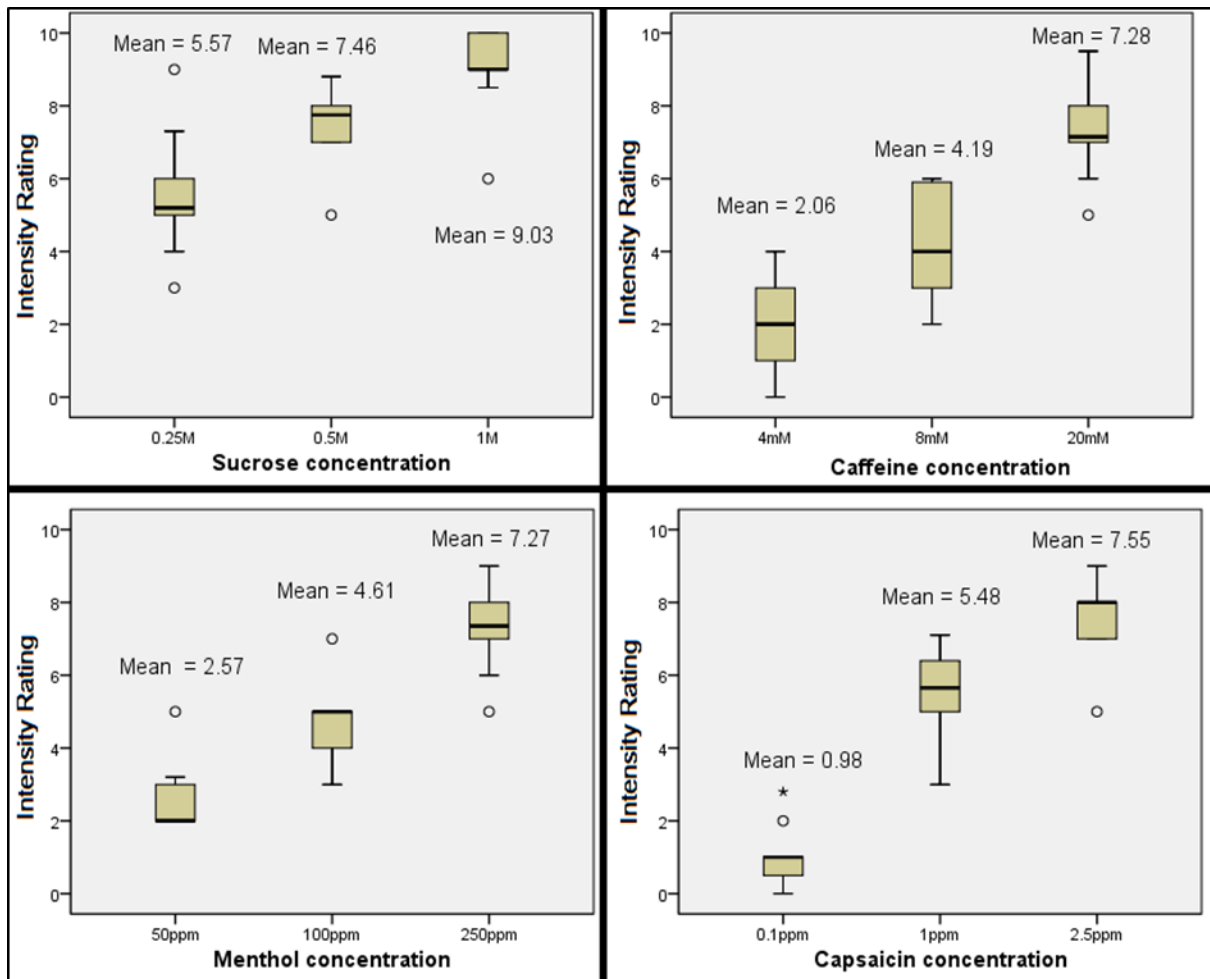 Mean = 5.57
Mean = 7.46
Mean = 9.03
10
8
6
4
2
0
Intensity Rating
0.25M
0.5M
1M
Sucrose concentration
Mean = 7.28
Mean = 4.19
Mean = 2.06
10
8
6
4
2
0
Intensity Rating
4mM
8mM
20mM
Caffeine concentration
Mean = 7.27
Mean = 4.61
Mean = 2.57
10
8
6
4
2
0
Intensity Rating
50ppm
100ppm
250ppm
Menthol concentration
Mean = 7.55
Mean = 5.48
Mean = 0.98
10
8
6
4
2
0
Intensity Rating
0.1ppm
1ppm
2.5ppm
Capsaicin concentration